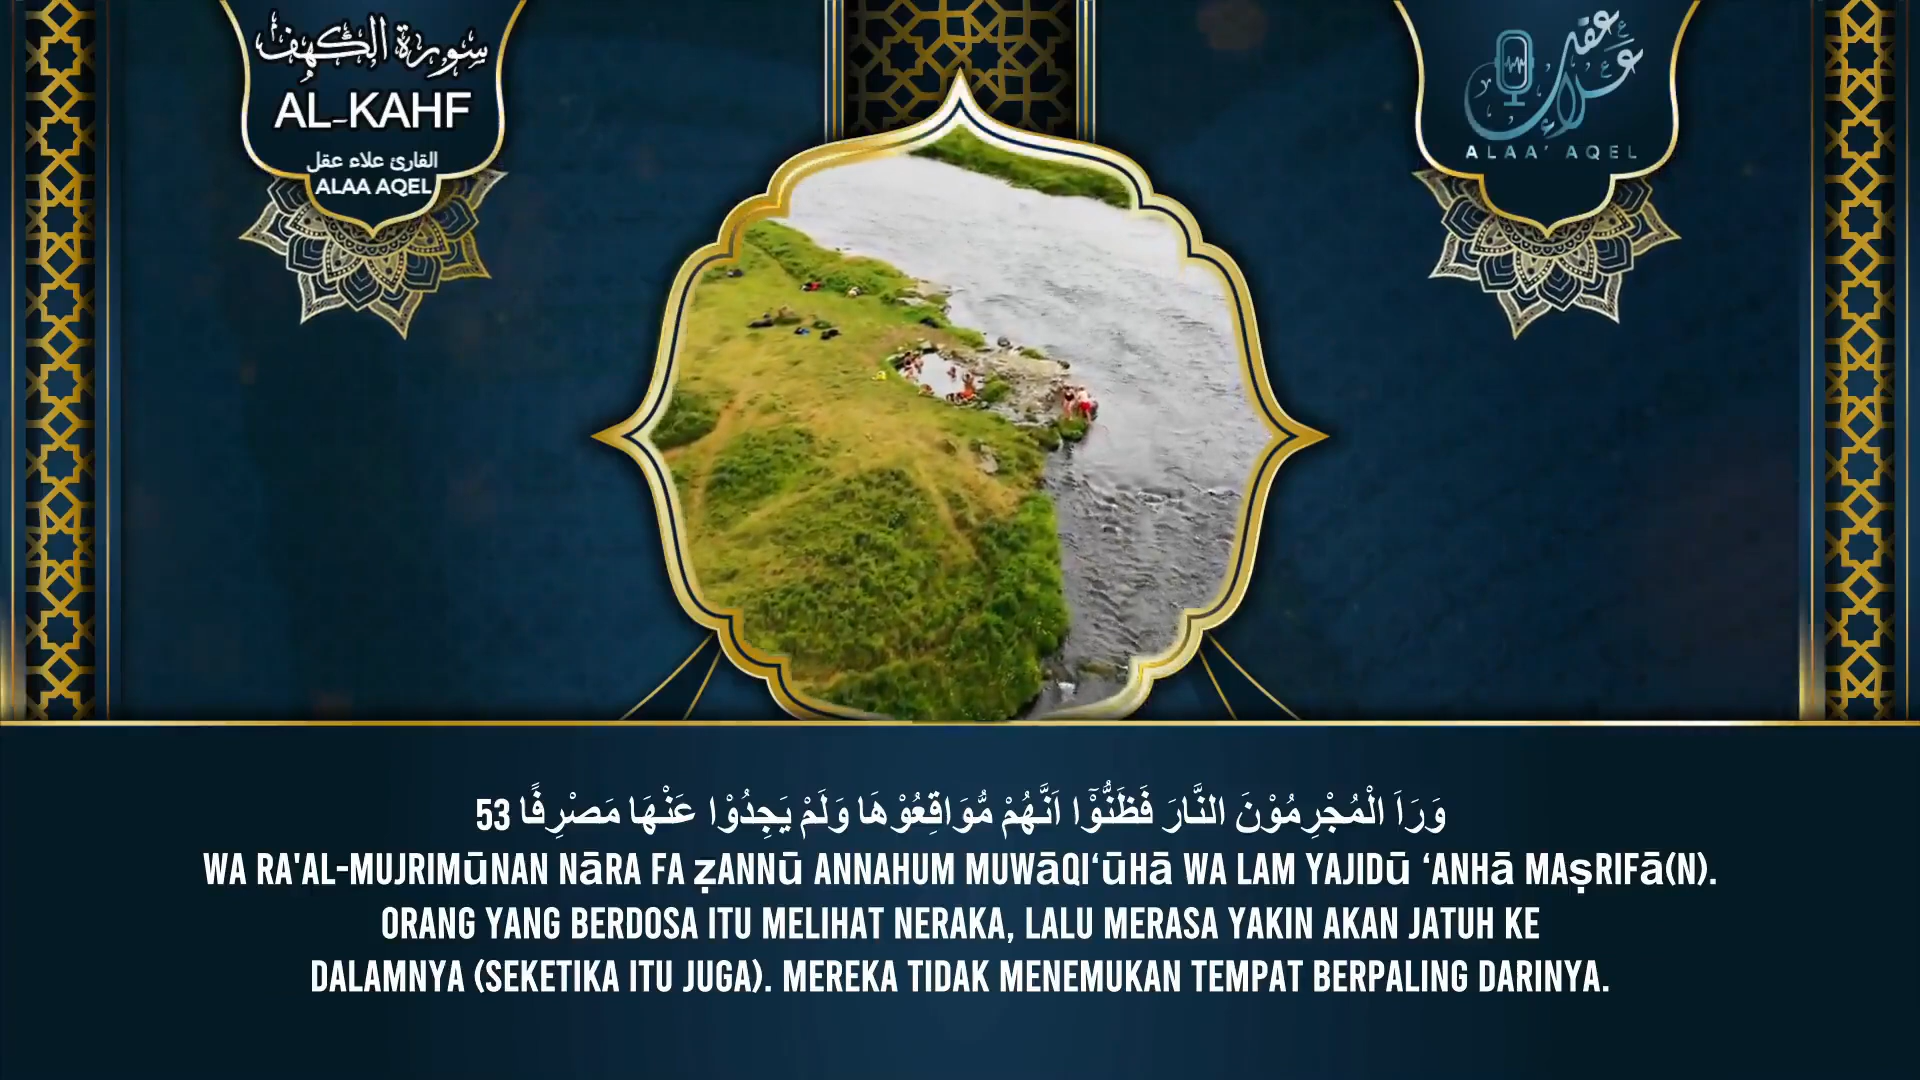 سورة الكهف
AL-KAHF
القارئ علاء عقل
ALAA AQEL
علاء عقل
ALAA' AQEL
وَرَاَ الْمُجْرِمُوْنَ النَّارَ فَظَنُّوْٓا اَنَّهُمْ مُّوَاقِعُوْهَا وَلَمْ يَجِدُوْا عَنْهَا مَصْرِفًا 53
WA RA'AL-MUJRIMūNAN NāRA FA ẓANNū ANNAHUM MUWāQI‘ūHā WA LAM YAJIDū ‘ANHā MAṣRIFā(N).
ORANG YANG BERDOSA ITU MELIHAT NERAKA, LALU MERASA YAKIN AKAN JATUH KE
DALAMNYA (SEKETIKA ITU JUGA). MEREKA TIDAK MENEMUKAN TEMPAT BERPALING DARINYA.